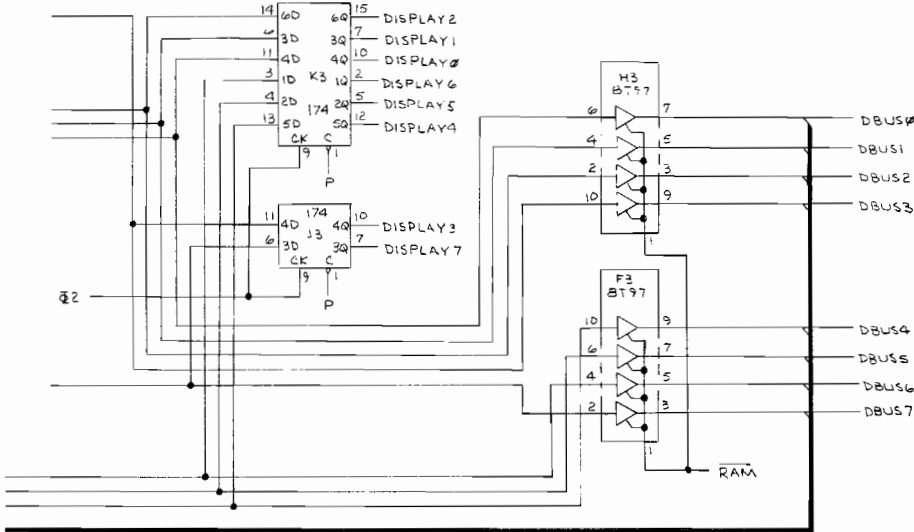 14 6D 6Q 15 DISPLAY2
6 3D 3Q 7 DISPLAY1
11 4D 4Q 10 DISPLAYØ
3 1D K3 1Q 2 DISPLAY6
4 2D 174 2Q 5 DISPLAY5
13 5D 5Q 12 DISPLAY4
CK C
9 1
P
174
11 4D J3 4Q 10 DISPLAY3
6 3D 3Q 7 DISPLAY7
CK C
9 1
P
Φ2
H3
8T97
6 7 DBUSØ
4 5 DBUS1
2 3 DBUS2
10 9 DBUS3
1
F3
8T97
10 9 DBUS4
6 7 DBUS5
4 5 DBUS6
2 3 DBUS7
1
RAM